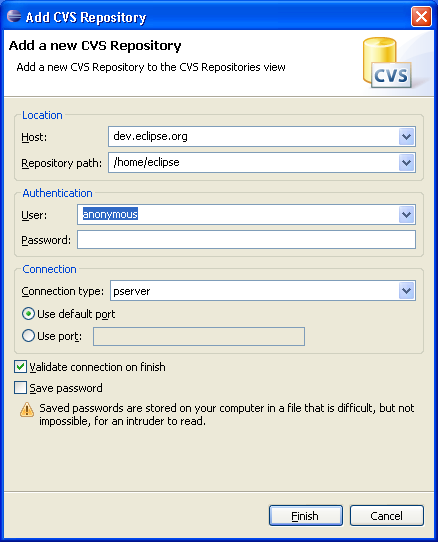 Add CVS Repository
Add a new CVS Repository
Add a new CVS Repository to the CVS Repositories view
CVS
Location
Host: dev.eclipse.org
Repository path: /home/eclipse
Authentication
User: anonymous
Password:
Connection
Connection type: pserver
Use default port
Use port:
Validate connection on finish
Save password
Saved passwords are stored on your computer in a file that is difficult, but not
impossible, for an intruder to read.
Finish Cancel